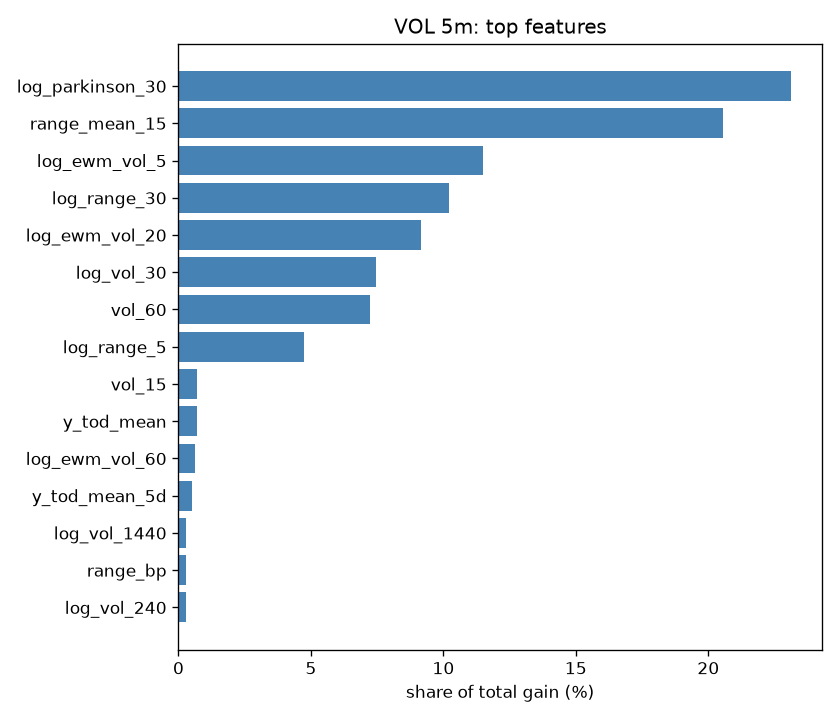 VOL 5m: top features
log_parkinson_30
range_mean_15
log_ewm_vol_5
log_range_30
log_ewm_vol_20
log_vol_30
vol_60
log_range_5
vol_15
y_tod_mean
log_ewm_vol_60
y_tod_mean_5d
log_vol_1440
range_bp
log_vol_240
0 5 10 15 20
share of total gain (%)